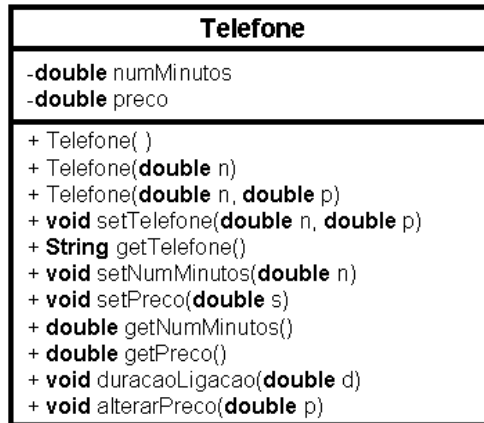 Telefone
-double numMinutos
-double preco
+ Telefone( )
+ Telefone(double n)
+ Telefone(double n, double p)
+ void setTelefone(double n, double p)
+ String getTelefone()
+ void setNumMinutos(double n)
+ void setPreco(double s)
+ double getNumMinutos()
+ double getPreco()
+ void duracaoLigacao(double d)
+ void alterarPreco(double p)